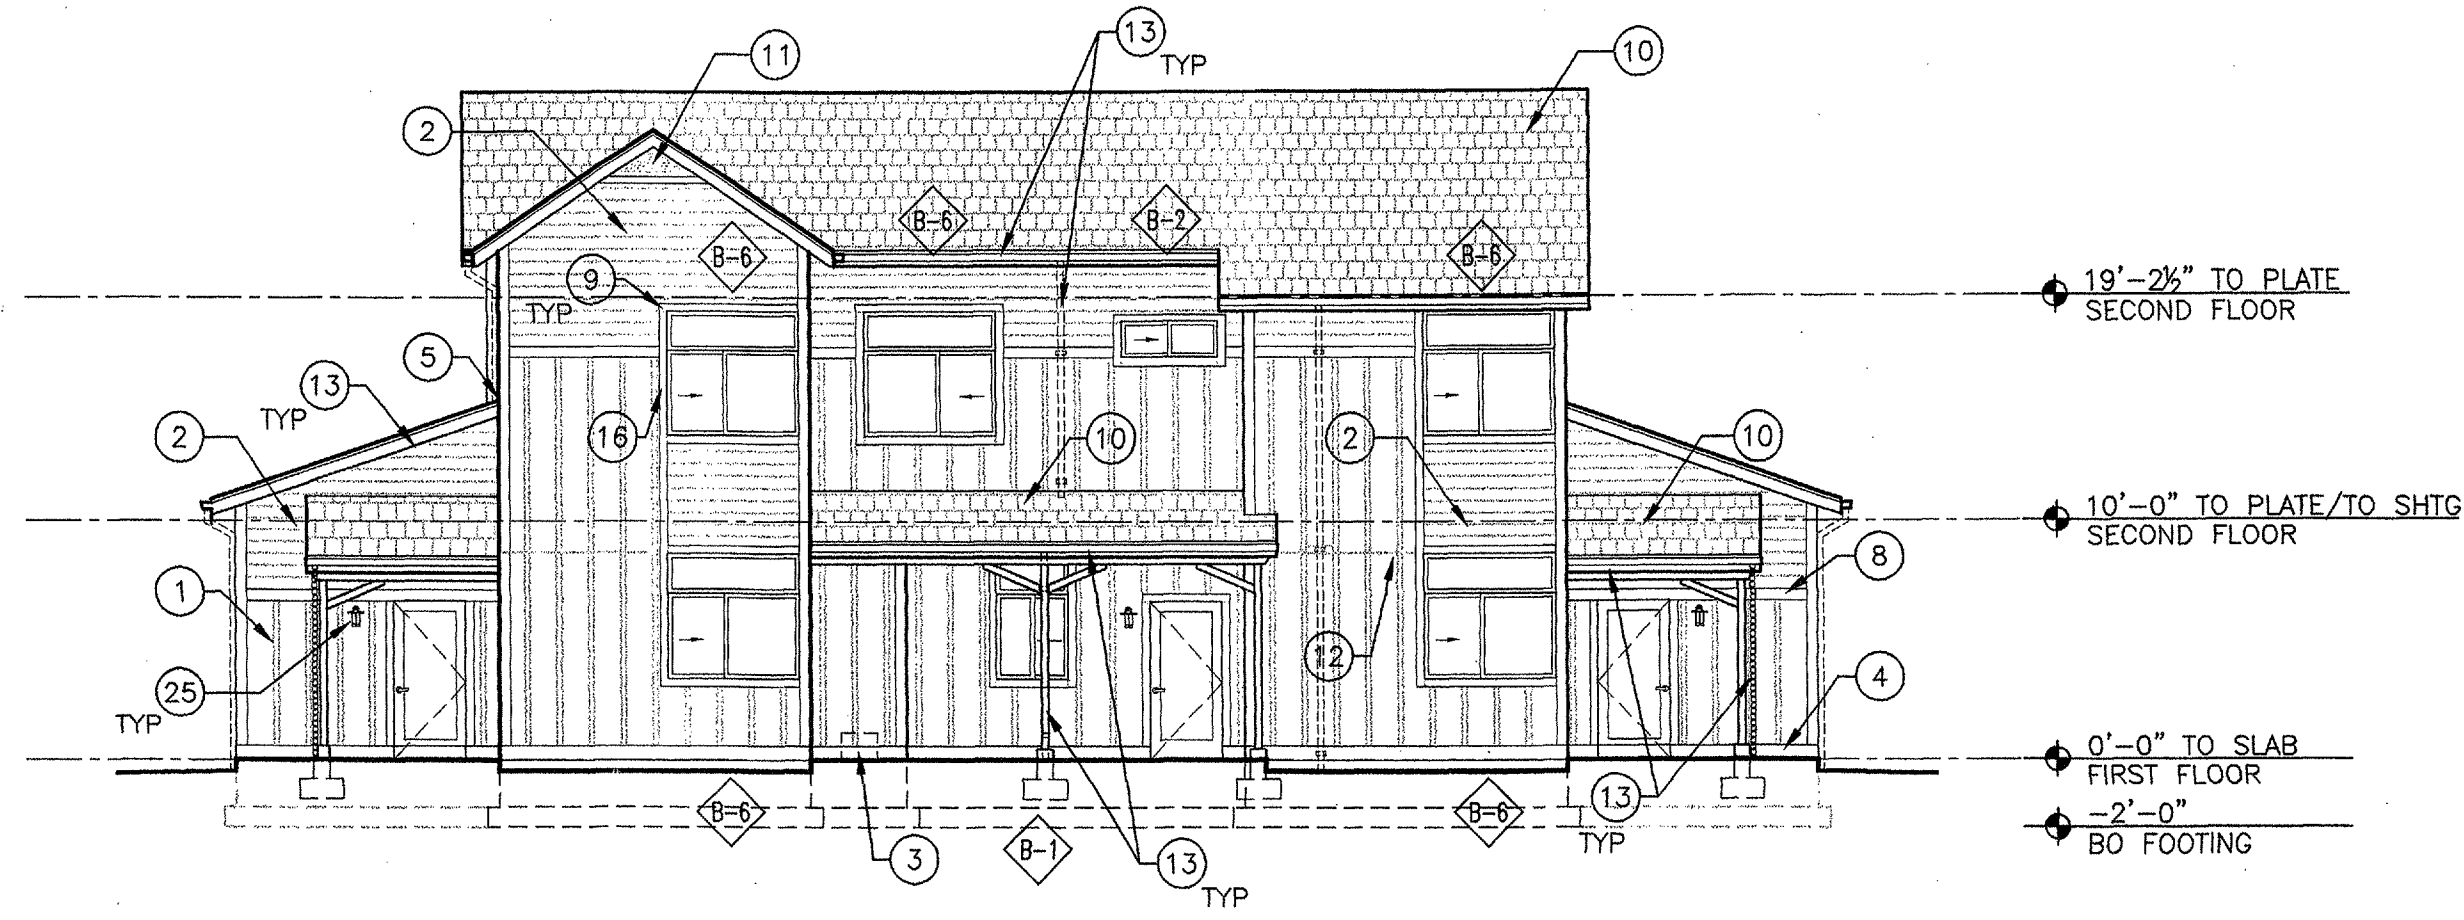 13
TYP
11
10
2
B-6
B-2
B-6
B-6
9
TYP
19'-2½" TO PLATE
SECOND FLOOR
5
13
TYP
2
16
10
2
10
10'-0" TO PLATE/TO SHTG
SECOND FLOOR
8
1
12
25
TYP
4
0'-0" TO SLAB
FIRST FLOOR
B-6
B-6
13
TYP
-2'-0"
BO FOOTING
3
B-1
13
TYP